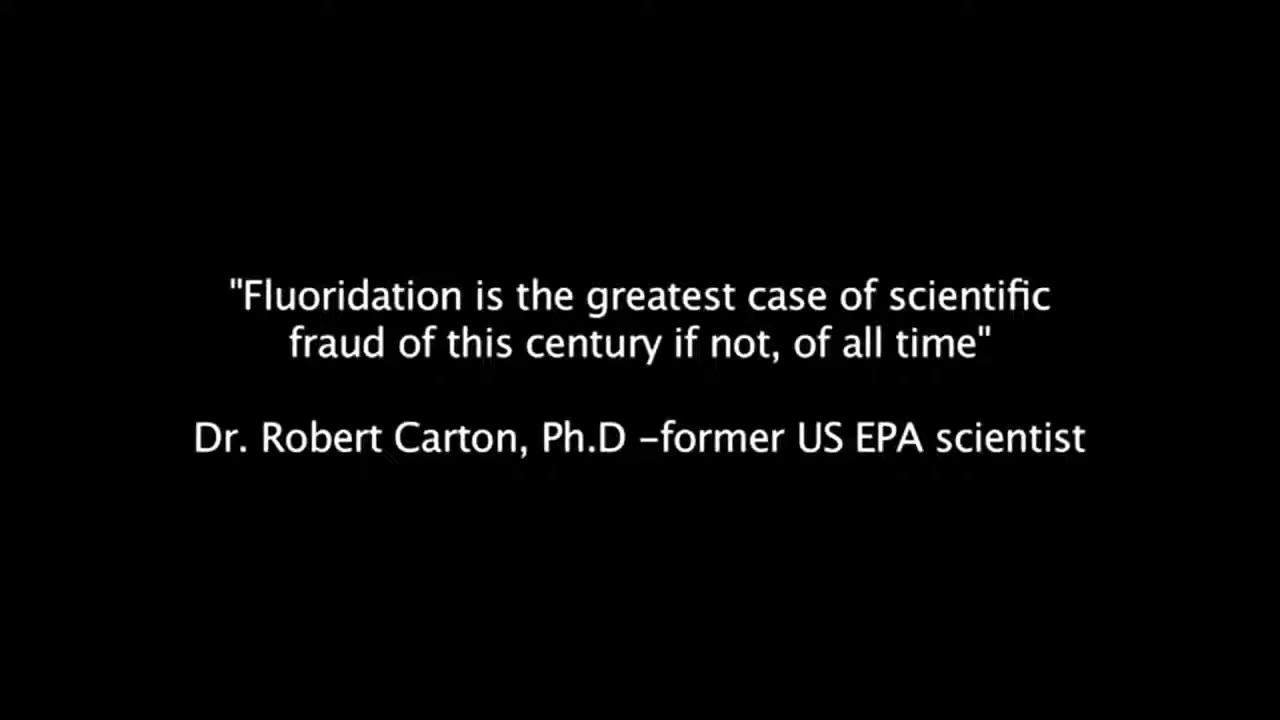 "Fluoridation is the greatest case of scientific
fraud of this century if not, of all time"
Dr. Robert Carton, Ph.D –former US EPA scientist